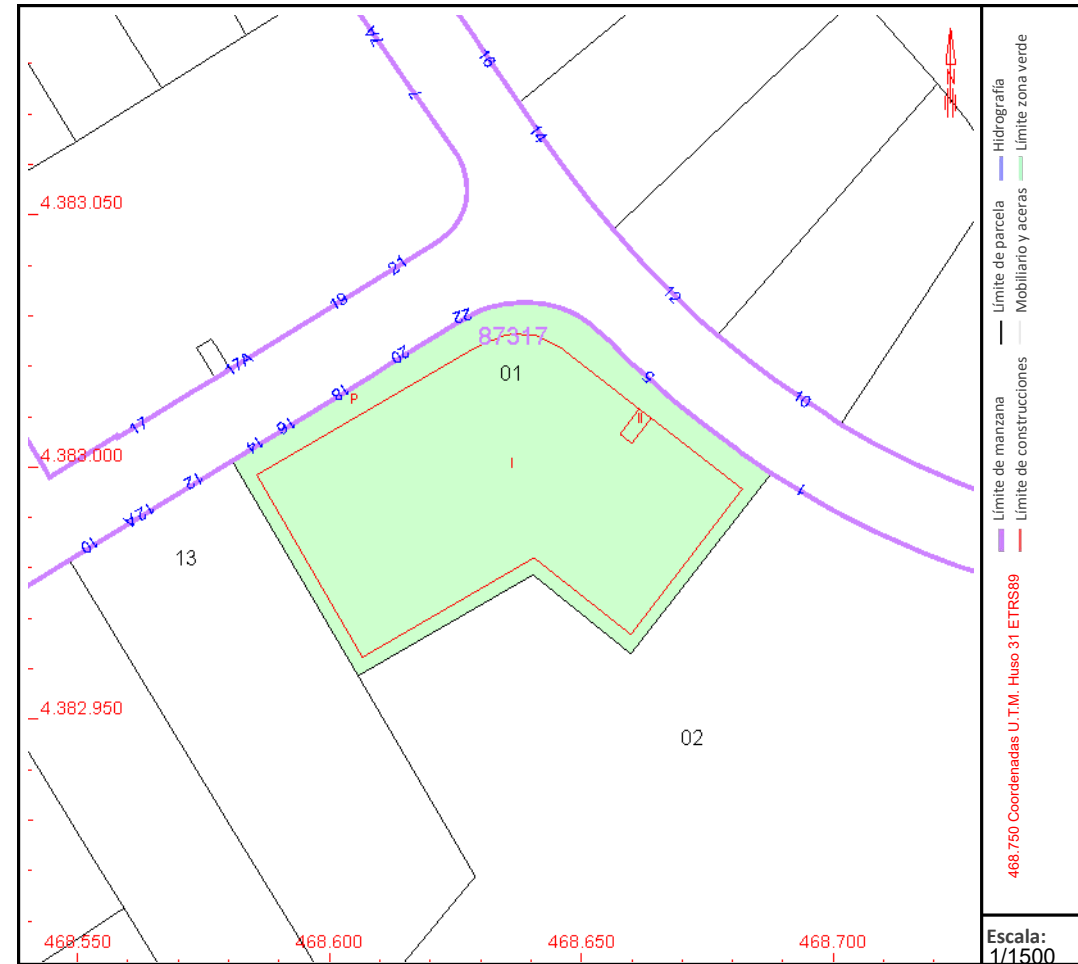 7A
16
7
14
4.383.050
21
19
12
22
87317
20
17A
01
5
18
P
10
16
17
II
14
4.383.000
I
12
1
12A
10
13
4.382.950
02
468.550
468.600
468.650
468.700
N
Hidrografía
Límite zona verde
Límite de parcela
Mobiliario y aceras
Límite de manzana
Límite de construcciones
468.750 Coordenadas U.T.M. Huso 31 ETRS89
Escala:
1/1500